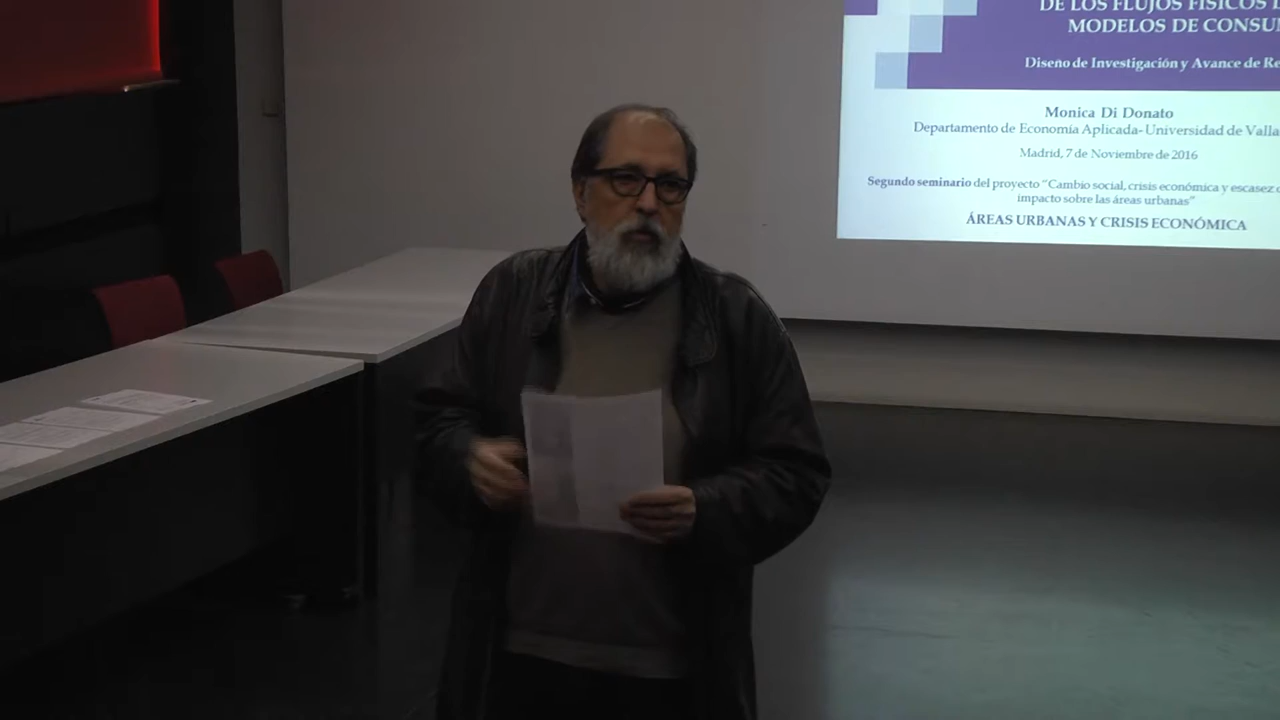 DE LOS FLUJOS FÍSICOS
MODELOS DE
Diseño de Investigación y Avance de
Monica Di Donato
Departamento de Economía Aplicada- Universidad de
Madrid, 7 de Noviembre de 2016
Segundo seminario del proyecto "Cambio social, crisis económica y escasez
impacto sobre las áreas urbanas"
ÁREAS URBANAS Y CRISIS ECONÓMICA